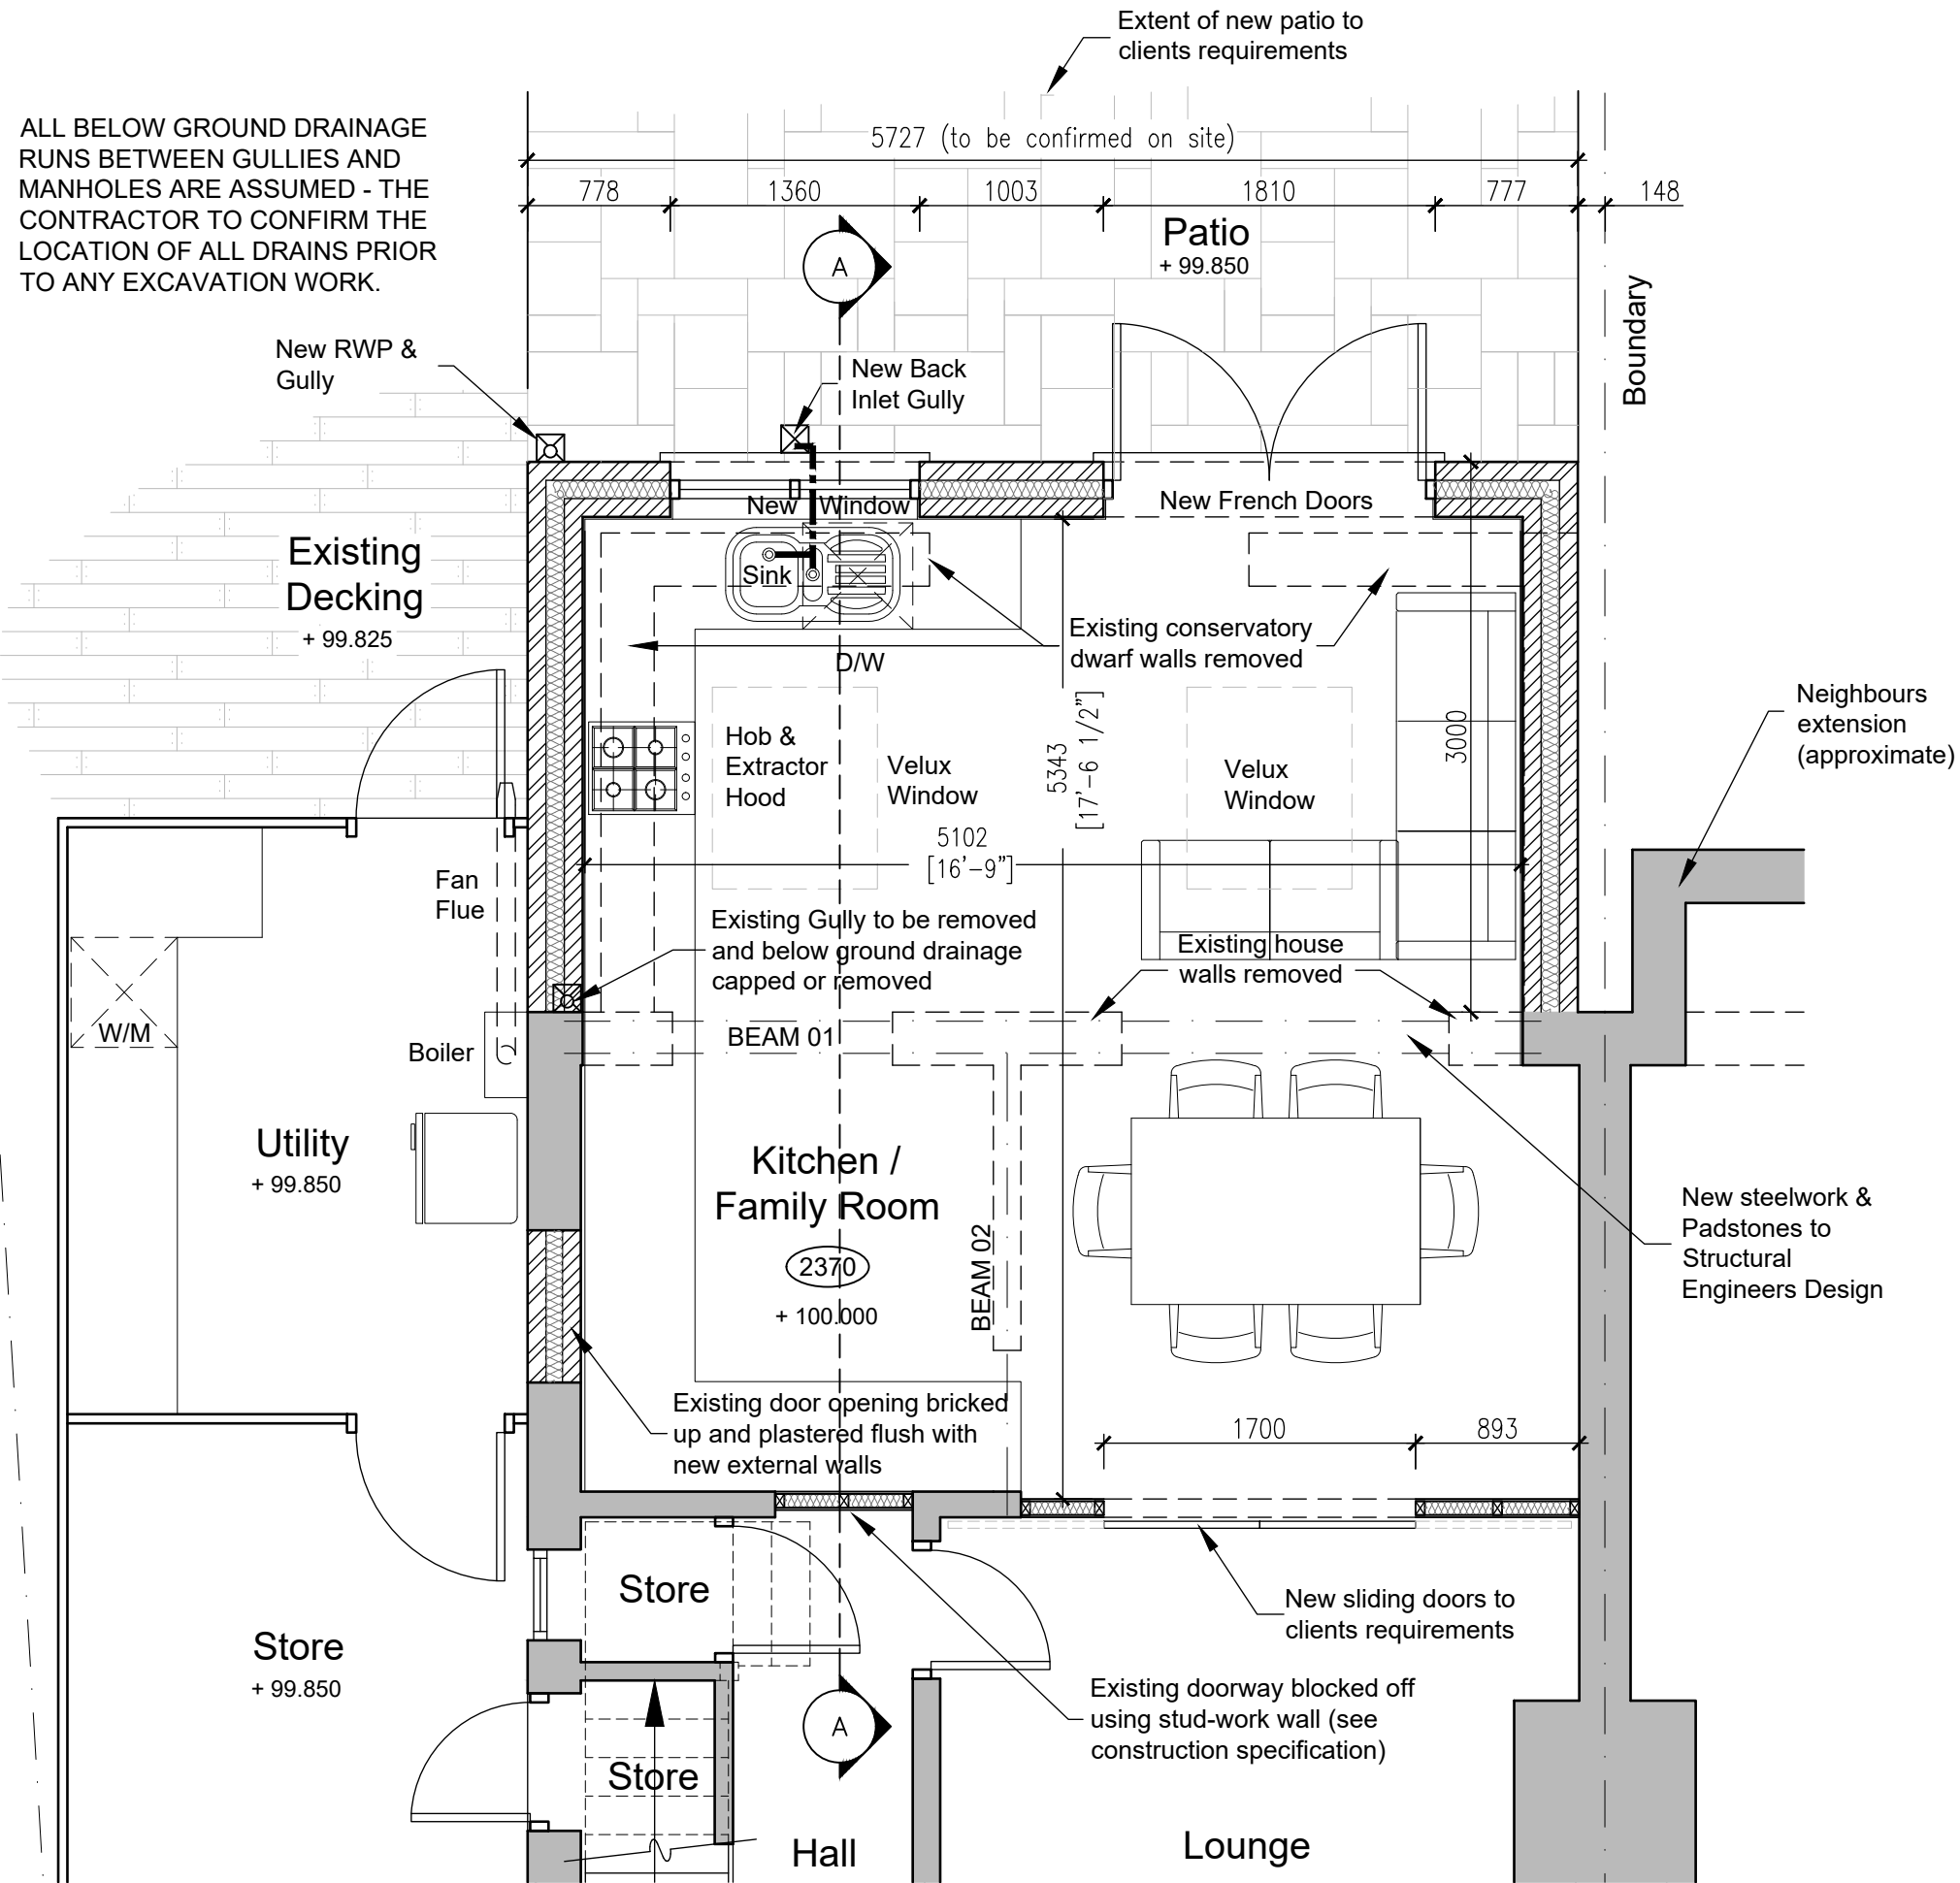 Extent of new patio to
clients requirements
ALL BELOW GROUND DRAINAGE
RUNS BETWEEN GULLIES AND
MANHOLES ARE ASSUMED - THE
CONTRACTOR TO CONFIRM THE
LOCATION OF ALL DRAINS PRIOR
TO ANY EXCAVATION WORK.
5727 (to be confirmed on site)
778
1360
1003
1810
777
148
Patio
+ 99.850
A
Boundary
New RWP &
Gully
New Back
Inlet Gully
New Window
New French Doors
Existing
Decking
+ 99.825
Sink
Existing conservatory
dwarf walls removed
D/W
Neighbours
extension
(approximate)
Hob &
Extractor
Hood
Velux
Window
5343
[17'-6 1/2"]
Velux
Window
3000
5102
[16'-9"]
Fan
Flue
Existing Gully to be removed
and below ground drainage
capped or removed
Existing house
walls removed
W/M
Boiler
BEAM 01
Utility
+ 99.850
Kitchen /
Family Room
2370
+ 100.000
BEAM 02
New steelwork &
Padstones to
Structural
Engineers Design
Existing door opening bricked
up and plastered flush with
new external walls
1700
893
Store
New sliding doors to
clients requirements
Store
+ 99.850
Existing doorway blocked off
using stud-work wall (see
construction specification)
A
Store
Hall
Lounge